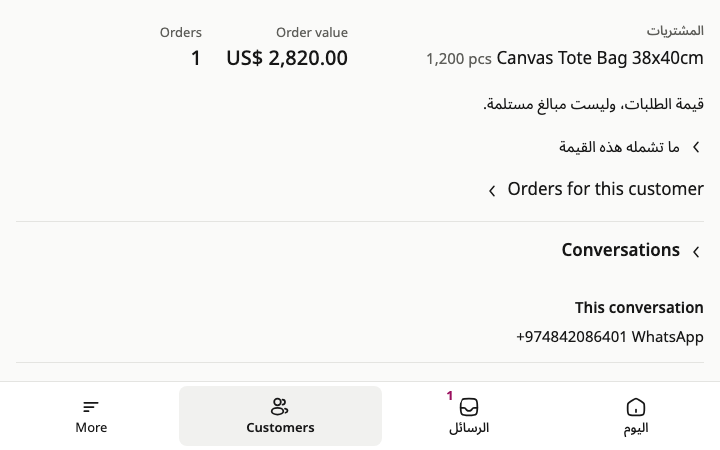 المشتريات
Order value
Orders
1,200 pcs Canvas Tote Bag 38x40cm
US$ 2,820.00
1
قيمة الطلبات، وليست مبالغ مستلمة.
ما تشمله هذه القيمة
Orders for this customer
Conversations
This conversation
+974842086401 WhatsApp
اليوم
1
الرسائل
Customers
More